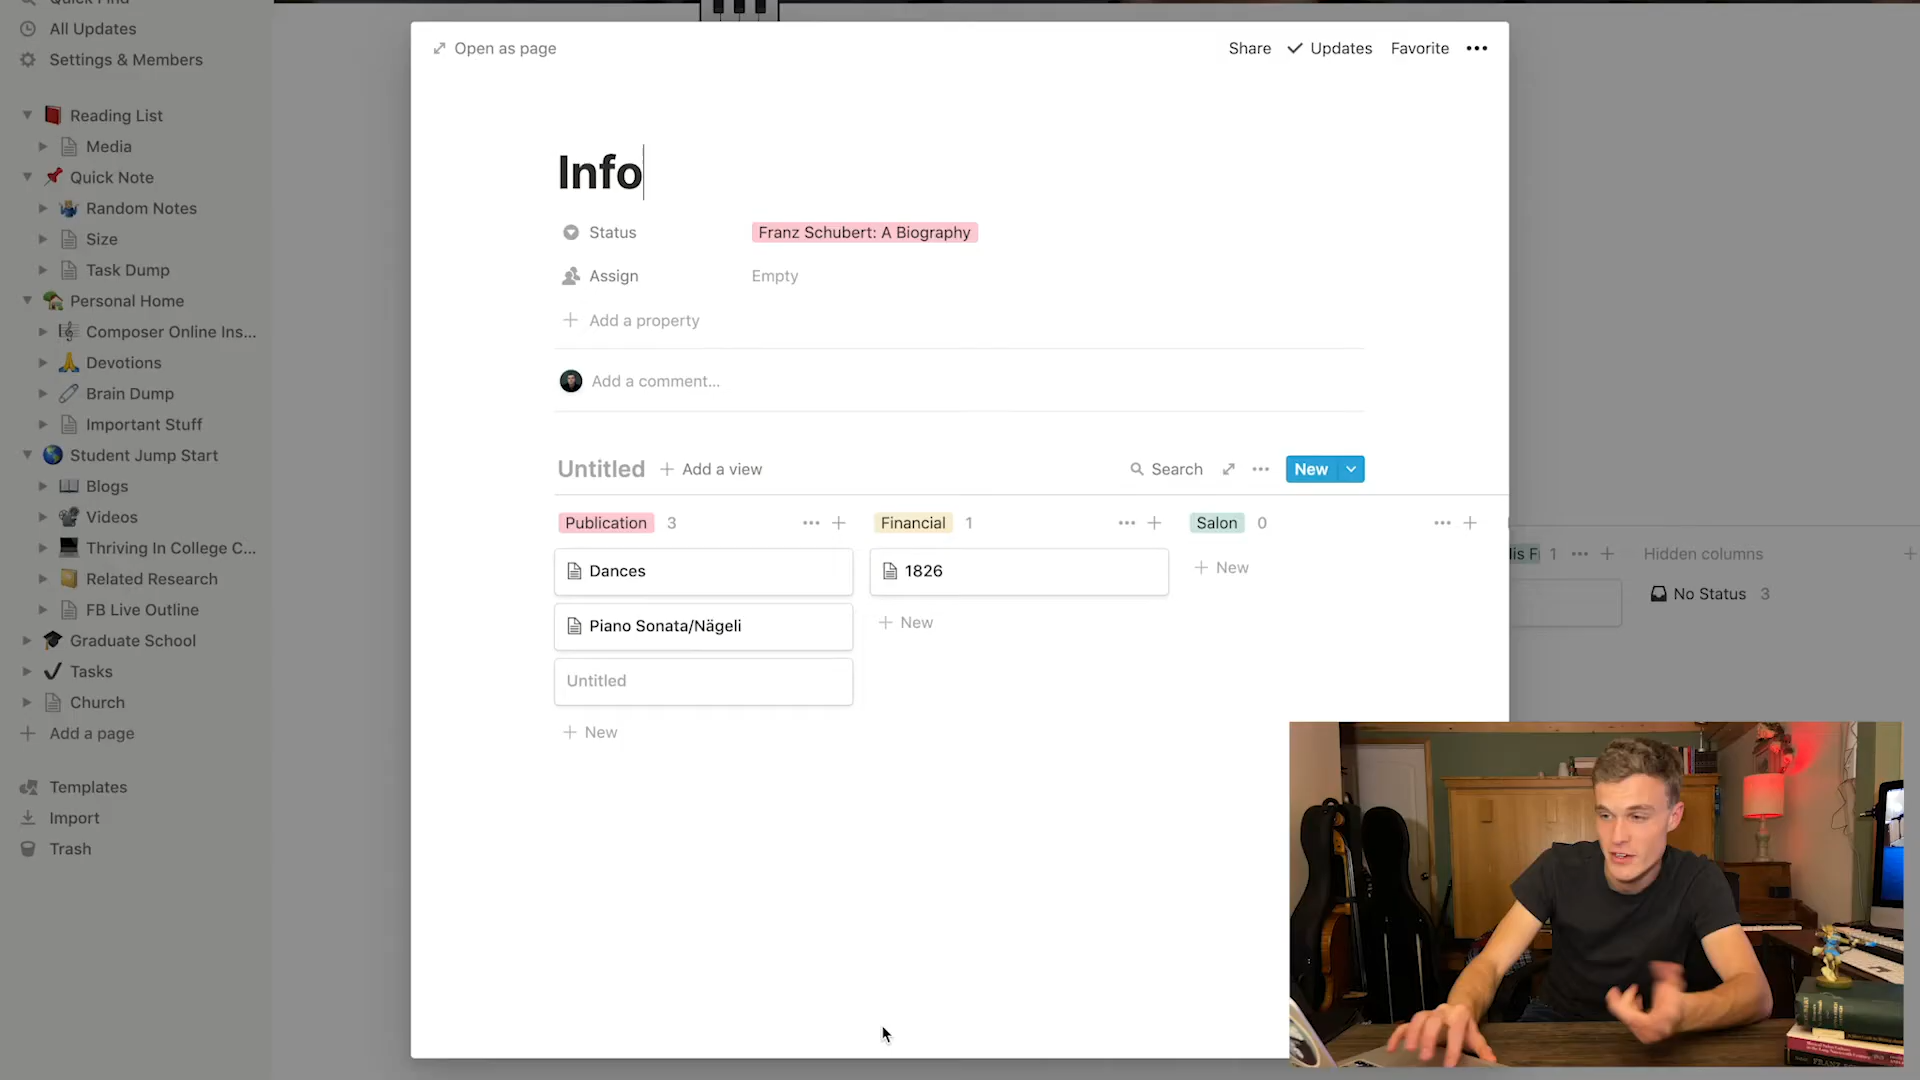 All Updates
Settings & Members
Reading List
Media
Quick Note
Random Notes
Size
Task Dump
Personal Home
Composer Online Ins...
Devotions
Brain Dump
Important Stuff
Student Jump Start
Blogs
Videos
Thriving In College C...
Related Research
FB Live Outline
Graduate School
Tasks
Church
Add a page
Templates
Import
Trash
Open as page
Share Updates Favorite
Info
Status Franz Schubert: A Biography
Assign Empty
Add a property
Add a comment...
Untitled Add a view Search New
Publication 3 Financial 1 Salon 0
Dances 1826 New
Piano Sonata/Nägeli New
Untitled
New
lis F 1 Hidden columns
No Status 3